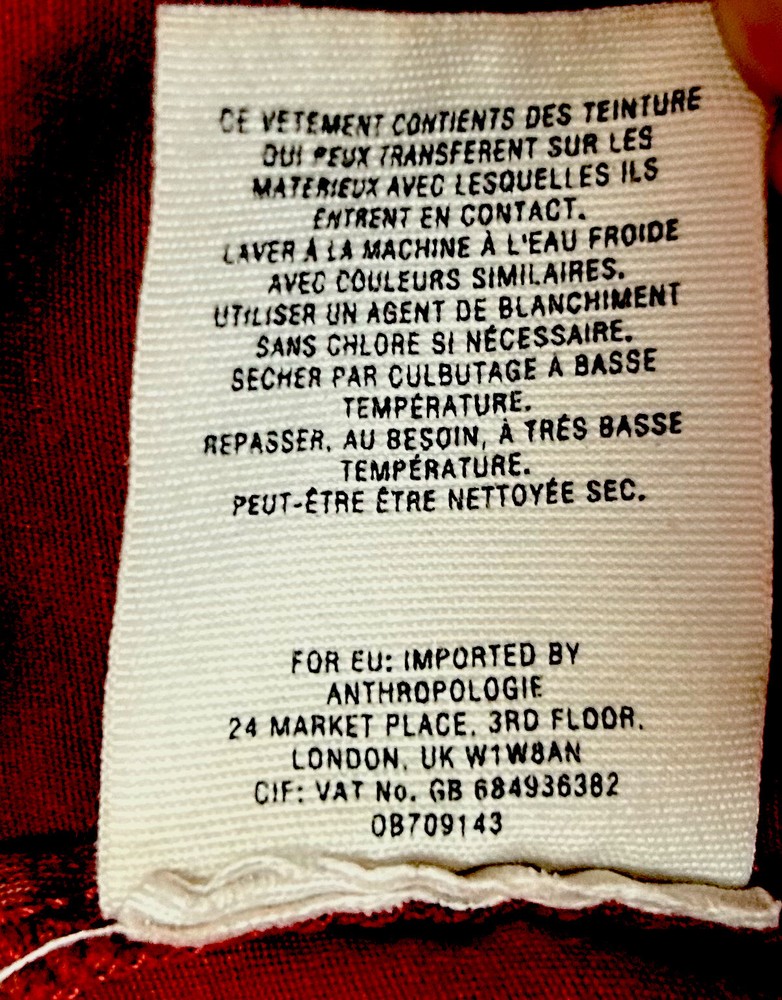 CE VETEMENT CONTIENTS DES TEINTURE
QUI PEUX TRANSFERENT SUR LES
MATERIEUX AVEC LESQUELLES ILS
ENTRENT EN CONTACT.
LAVER À LA MACHINE À L'EAU FROIDE
AVEC COULEURS SIMILAIRES.
UTILISER UN AGENT DE BLANCHIMENT
SANS CHLORE SI NÉCESSAIRE.
SECHER PAR CULBUTAGE À BASSE
TEMPÉRATURE.
REPASSER, AU BESOIN, À TRÉS BASSE
TEMPÉRATURE.
PEUT-ÊTRE ÊTRE NETTOYÉE SEC.
FOR EU: IMPORTED BY
ANTHROPOLOGIE
24 MARKET PLACE, 3RD FLOOR,
LONDON, UK W1W8AN
CIF: VAT No. GB 684936382
OB709143